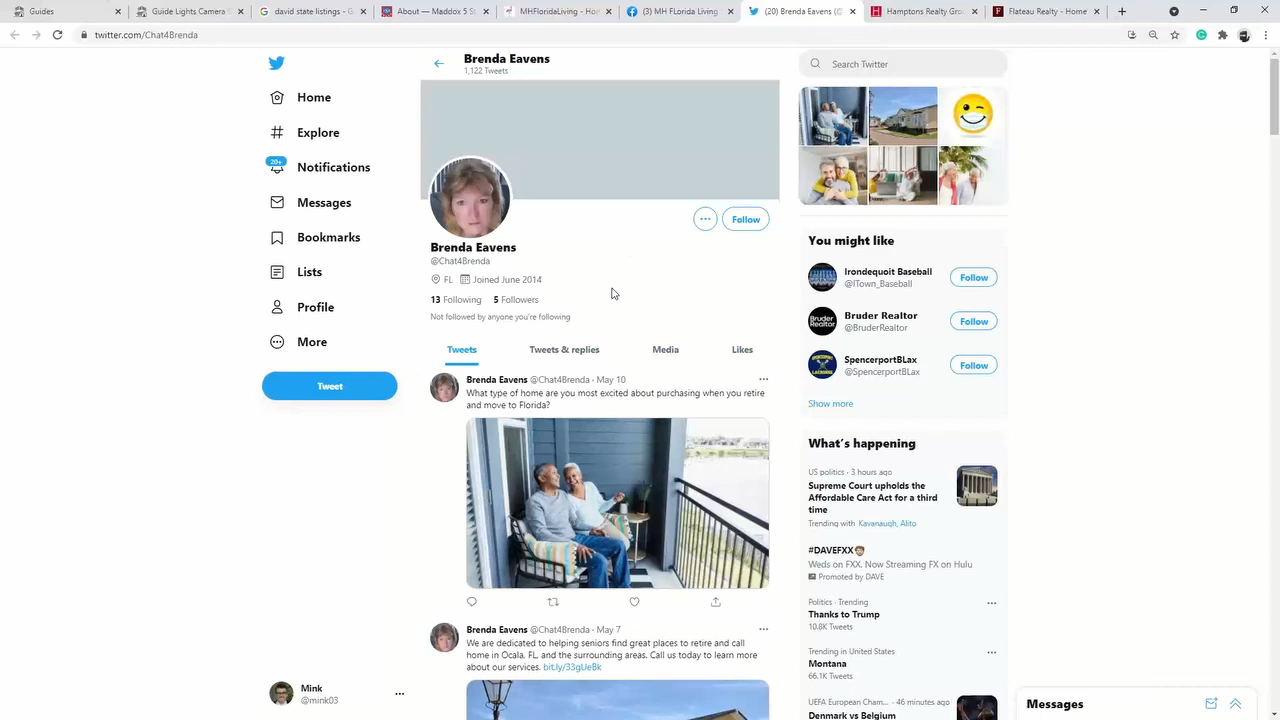 Guides
Guide Lights Camera
david state listings - G
About — Maddox 5 St
MHFloridaLiving - Ho
(3) MH FLorida Living
(20) Brenda Eavens (@
Hamptons Realty Gro
Flateau Realty - Home
twitter.com/Chat4Brenda
Brenda Eavens
1,122 Tweets
Search Twitter
Home
Explore
20+
Notifications
Messages
Bookmarks
Lists
Profile
More
Tweet
Follow
Brenda Eavens
@Chat4Brenda
FL Joined June 2014
13 Following 5 Followers
Not followed by anyone you're following
Tweets
Tweets & replies
Media
Likes
Brenda Eavens @Chat4Brenda · May 10
What type of home are you most excited about purchasing when you retire
and move to Florida?
Brenda Eavens @Chat4Brenda · May 7
We are dedicated to helping seniors find great places to retire and call
home in Ocala, FL, and the surrounding areas. Call us today to learn more
about our services. bit.ly/33gUeBk
You might like
Irondequoit Baseball
@ITown_Baseball
Follow
Bruder Realtor
@BruderRealtor
Follow
SpencerportBLax
@SpencerportBLax
Follow
Show more
What's happening
US politics · 3 hours ago
Supreme Court upholds the
Affordable Care Act for a third
time
Trending with Kavanaugh, Alito
#DAVEFXX
Weds on FXX. Now Streaming FX on Hulu
Promoted by DAVE
Politics · Trending
Thanks to Trump
10.8K Tweets
Trending in United States
Montana
66.1K Tweets
UEFA European Cham... · 46 minutes ago
Denmark vs Belgium
Mink
@mink03
Messages